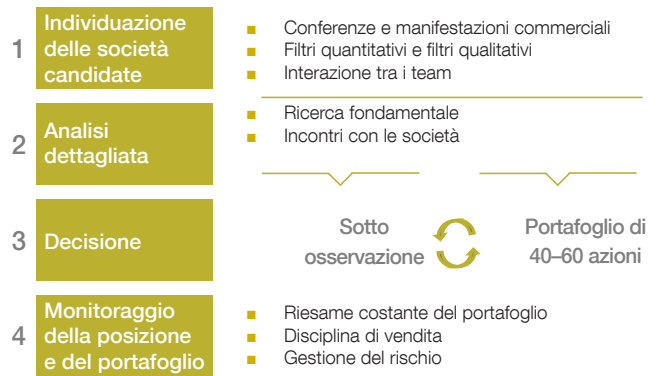 1
Individuazione
delle società
candidate
■ Conferenze e manifestazioni commerciali
■ Filtri quantitativi e filtri qualitativi
■ Interazione tra i team
2
Analisi
dettagliata
■ Ricerca fondamentale
■ Incontri con le società
3
Decisione
Sotto
osservazione
Portafoglio di
40–60 azioni
4
Monitoraggio
della posizione
e del portafoglio
■ Riesame costante del portafoglio
■ Disciplina di vendita
■ Gestione del rischio